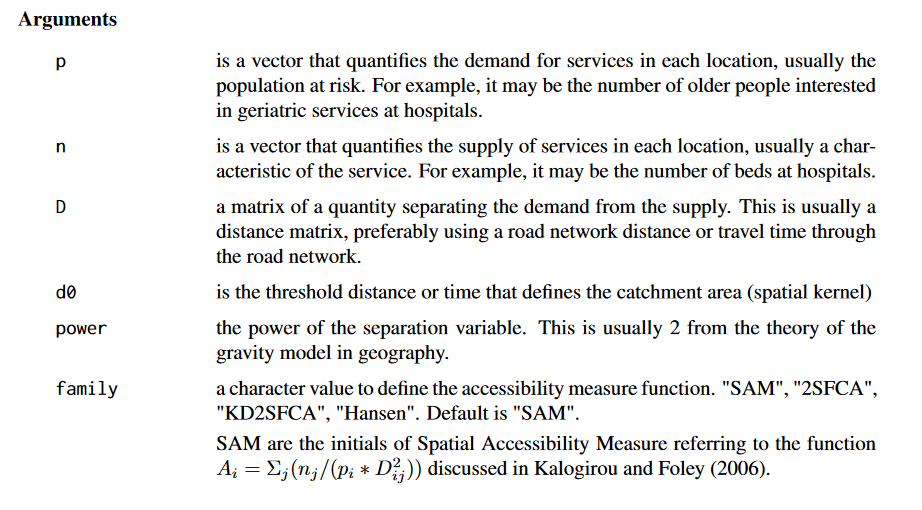 Arguments
p is a vector that quantifies the demand for services in each location, usually the
population at risk. For example, it may be the number of older people interested
in geriatric services at hospitals.
n is a vector that quantifies the supply of services in each location, usually a char-
acteristic of the service. For example, it may be the number of beds at hospitals.
D a matrix of a quantity separating the demand from the supply. This is usually a
distance matrix, preferably using a road network distance or travel time through
the road network.
d0 is the threshold distance or time that defines the catchment area (spatial kernel)
power the power of the separation variable. This is usually 2 from the theory of the
gravity model in geography.
family a character value to define the accessibility measure function. "SAM", "2SFCA",
"KD2SFCA", "Hansen". Default is "SAM".
SAM are the initials of Spatial Accessibility Measure referring to the function
A_i = Σ_j(n_j/(p_i ∗ D_{ij}^2)) discussed in Kalogirou and Foley (2006).